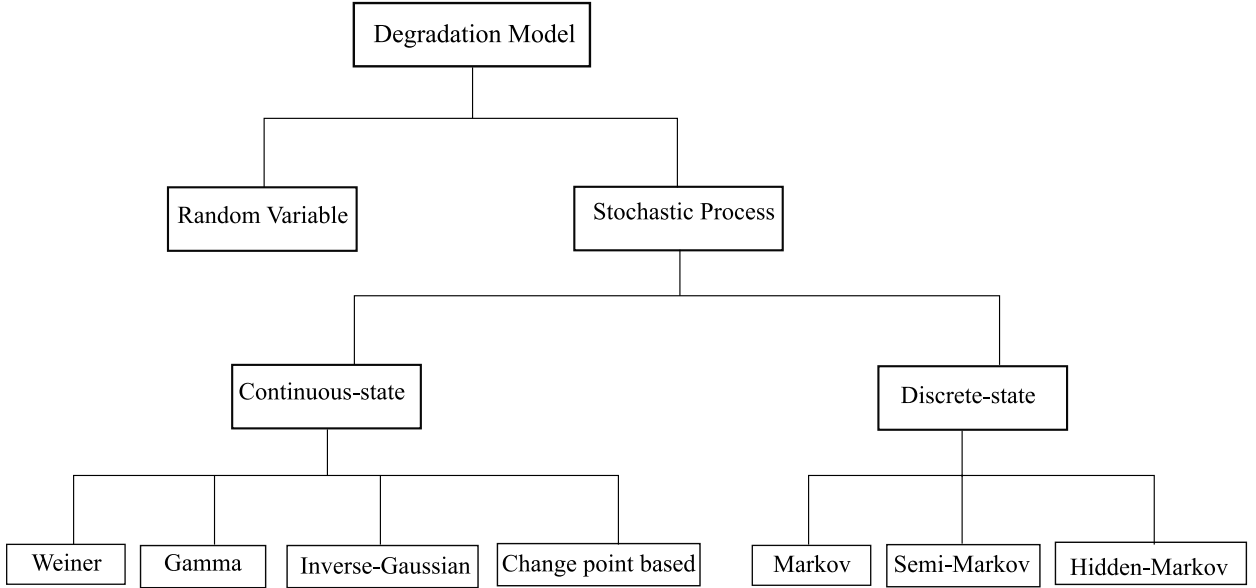 Degradation Model
Random Variable
Stochastic Process
Continuous-state
Discrete-state
Weiner
Gamma
Inverse-Gaussian
Change point based
Markov
Semi-Markov
Hidden-Markov